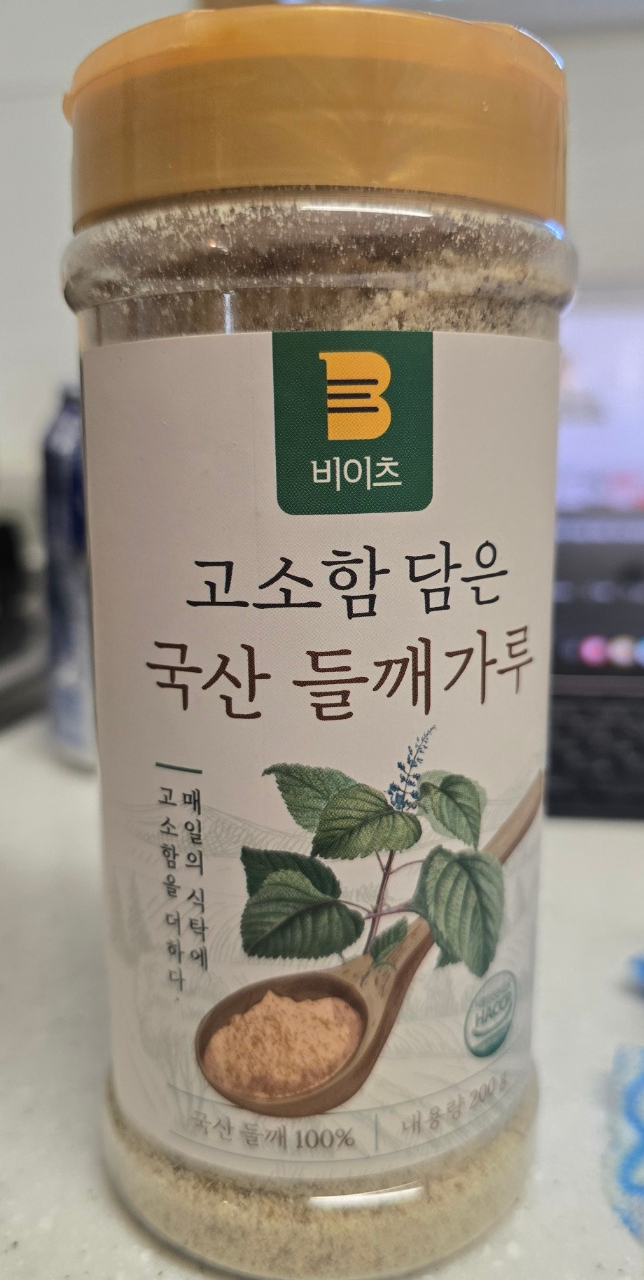 B
비이츠
고소함 담은
국산 들깨가루
매일의 식탁에
고소함을 더하다.
HACCP
국산 들깨 100% | 내용량 200g